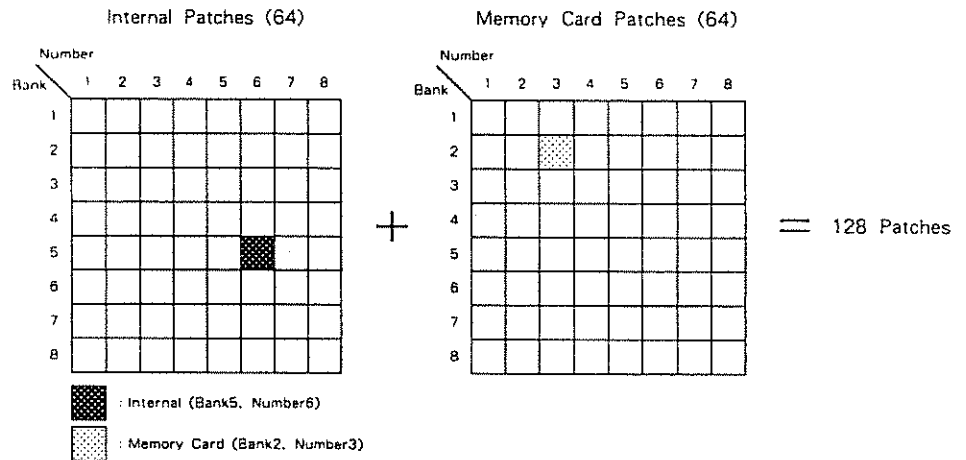 Internal Patches (64)
Number
Bank 1 2 3 4 5 6 7 8
1
2
3
4
5
6
7
8
+
Memory Card Patches (64)
Number
Bank 1 2 3 4 5 6 7 8
1
2
3
4
5
6
7
8
= 128 Patches
: Internal (Bank5, Number6)
: Memory Card (Bank2, Number3)